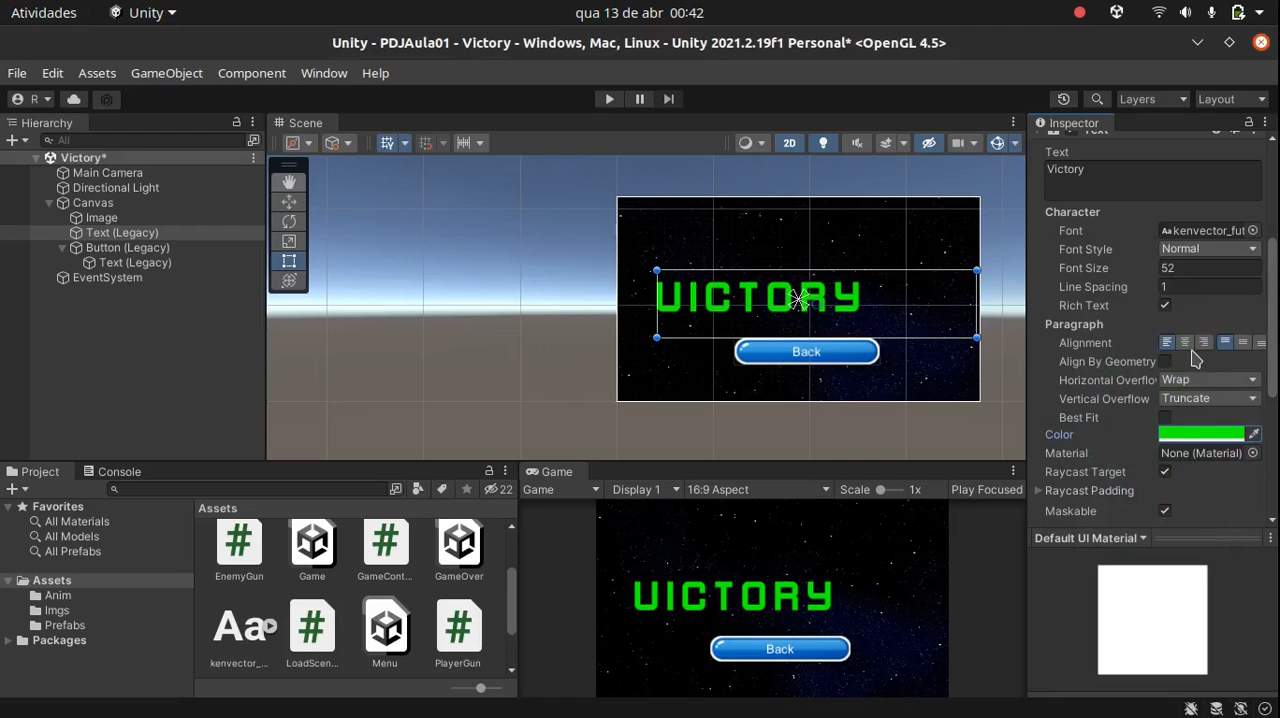 Atividades Unity qua 13 de abr 00:42
Unity - PDJAula01 - Victory - Windows, Mac, Linux - Unity 2021.2.19f1 Personal* <OpenGL 4.5>
File Edit Assets GameObject Component Window Help
R Layers Layout
Hierarchy
All
Victory*
Main Camera
Directional Light
Canvas
Image
Text (Legacy)
Button (Legacy)
Text (Legacy)
EventSystem
Scene
2D
VICTORY
Back
Inspector
Text
Text
Victory
Character
Font Aa kenvector_fut
Font Style Normal
Font Size 52
Line Spacing 1
Rich Text
Paragraph
Alignment
Align By Geometry
Horizontal Overflow Wrap
Vertical Overflow Truncate
Best Fit
Color
Material None (Material)
Raycast Target
Raycast Padding
Maskable
Default UI Material
Project Console
22
Favorites
All Materials
All Models
All Prefabs
Assets
Anim
Imgs
Prefabs
Packages
Assets
EnemyGun Game GameCont... GameOver
Aa
kenvector_... LoadScen... Menu PlayerGun
Game
Game Display 1 16:9 Aspect Scale 1x Play Focused
VICTORY
Back